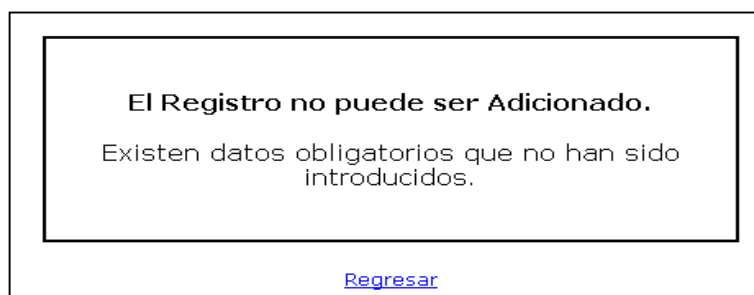 El Registro no puede ser Adicionado.
Existen datos obligatorios que no han sido
introducidos.
Regresar